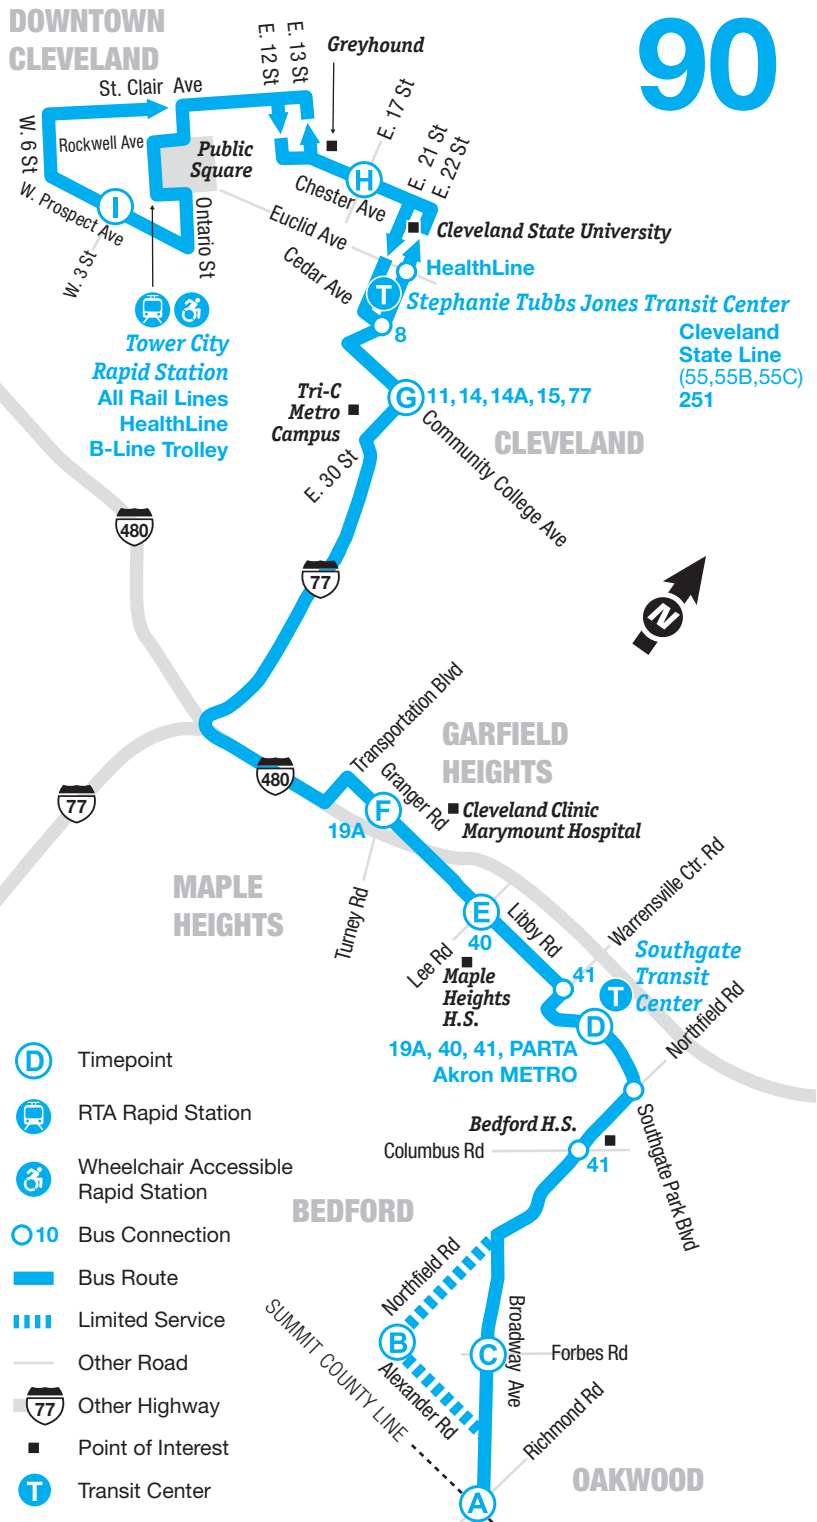 DOWNTOWN
CLEVELAND
90
E. 12 St
E. 13 St
Greyhound
St. Clair Ave
E. 17 St
W. 6 St
Rockwell Ave
Public
Square
E. 21 St
E. 22 St
H
Chester Ave
W. Prospect Ave
I
Ontario St
Euclid Ave
Cleveland State University
W. 3 St
Cedar Ave
HealthLine
T
Stephanie Tubbs Jones Transit Center
8
Cleveland
State Line
(55,55B,55C)
251
Tower City
Rapid Station
All Rail Lines
HealthLine
B-Line Trolley
Tri-C
Metro
Campus
G
11, 14, 14A, 15, 77
Community College Ave
CLEVELAND
E. 30 St
480
77
N
Transportation Blvd
GARFIELD
HEIGHTS
480
77
Granger Rd
F
19A
Cleveland Clinic
Marymount Hospital
MAPLE
HEIGHTS
Turney Rd
E
40
Libby Rd
Warrensville Ctr. Rd
Lee Rd
Maple
Heights
H.S.
41
Southgate
Transit
Center
T
D
Northfield Rd
19A, 40, 41, PARTA
Akron METRO
Bedford H.S.
Columbus Rd
41
Southgate Park Blvd
BEDFORD
Northfield Rd
SUMMIT COUNTY LINE
B
Alexander Rd
C
Broadway Ave
Forbes Rd
Richmond Rd
A
OAKWOOD
D
Timepoint
RTA Rapid Station
Wheelchair Accessible
Rapid Station
10 Bus Connection
Bus Route
Limited Service
Other Road
77 Other Highway
Point of Interest
T Transit Center